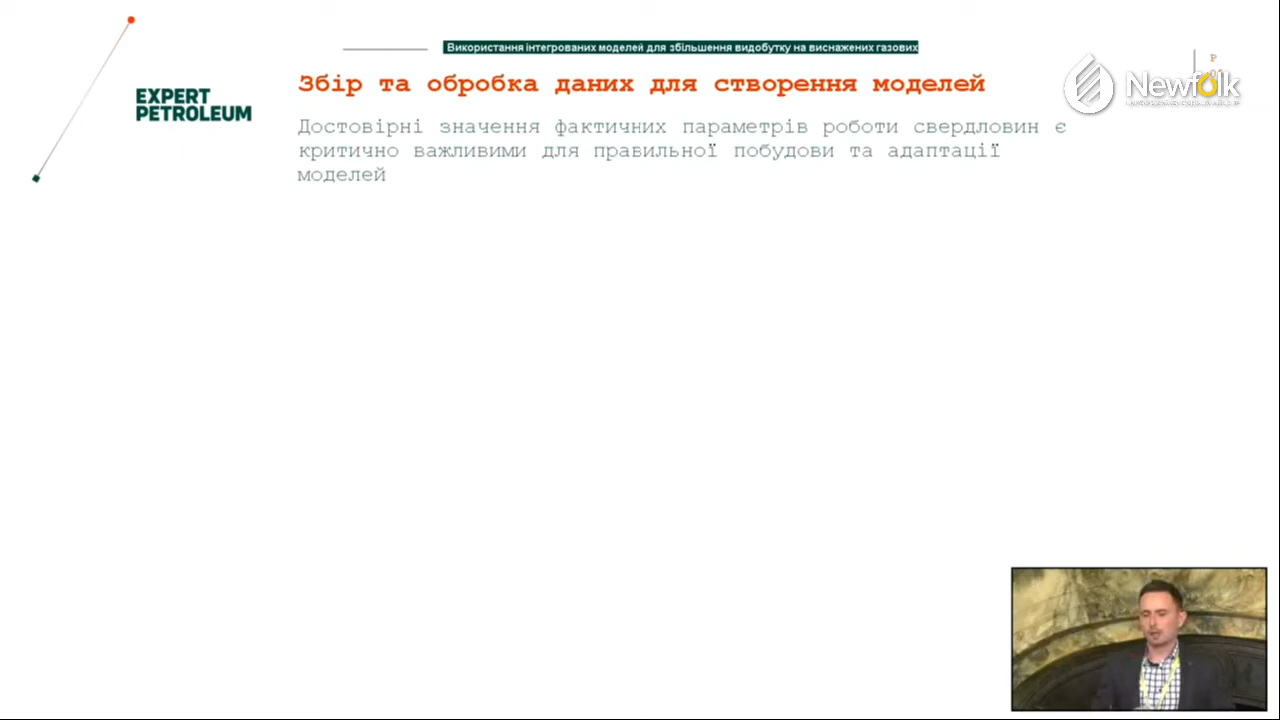 Використання інтегрованих моделей для збільшення видобутку на виснажених газових
Збір та обробка даних для створення моделей
EXPERT
PETROLEUM
Достовірні значення фактичних параметрів роботи свердловин є
критично важливими для правильної побудови та адаптації
моделей
P
Newfolk